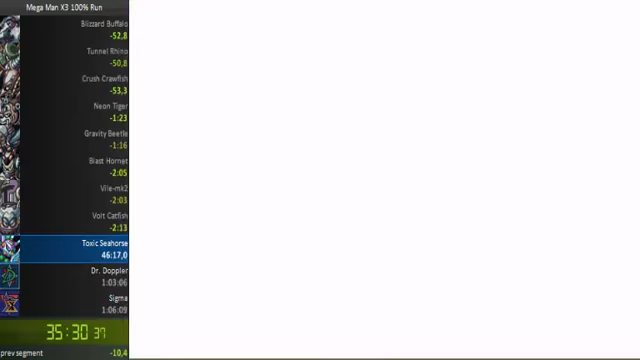 Mega Man X3 100% Run
Blizzard Buffalo
-52,8
Tunnel Rhino
-50,8
Crush Crawfish
-53,3
Neon Tiger
-1:23
Gravity Beetle
-1:16
Blast Hornet
-2:05
Vile-mk2
-2:03
Volt Catfish
-2:13
Toxic Seahorse
46:17,0
Dr. Doppler
1:03:06
Sigma
1:06:09
35:30 37
prev segment -10,4